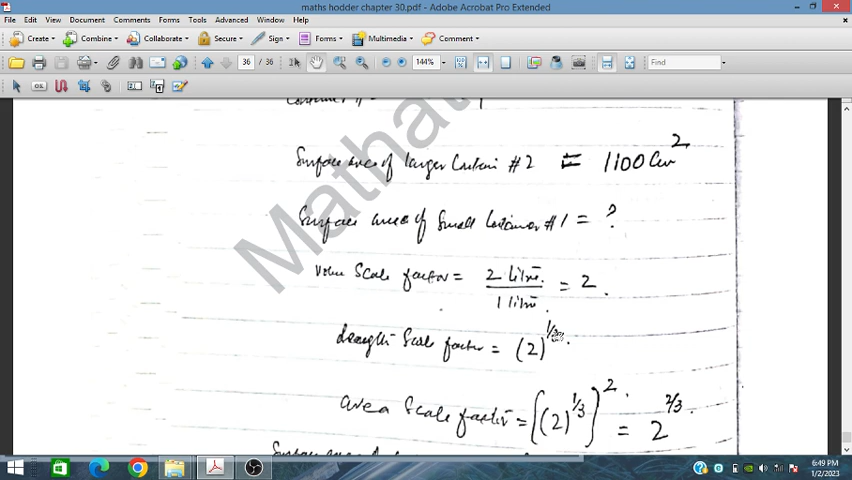 maths hodder chapter 30.pdf - Adobe Acrobat Pro Extended
File Edit View Document Comments Forms Tools Advanced Window Help
Create Combine Collaborate Secure Sign Forms Multimedia Comment
36 / 36 144% Find
Surface area of larger #2 = 1100 Cm²
Surface area of Small Container #1 = ?
Scale factor = 2 Litre / 1 litre = 2.
Length Scale factor = (2)^1/3.
area Scale factor = [(2)^1/3]^2. = 2^2/3.
Mathat
6:49 PM
1/2/2023